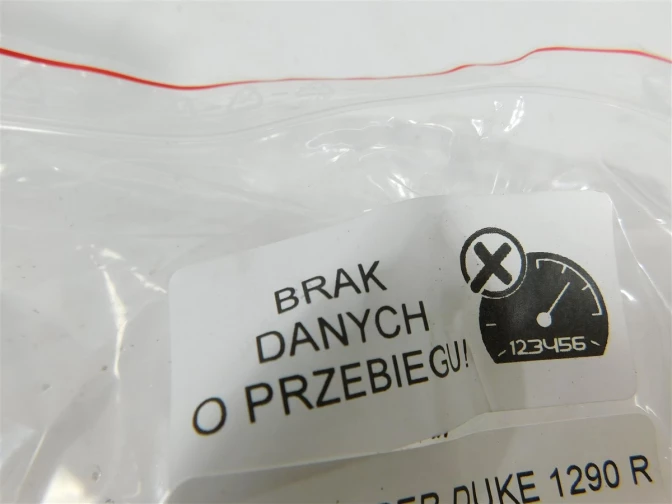 BRAK
DANYCH
O PRZEBIEGU!
123456
DUKE 1290 R